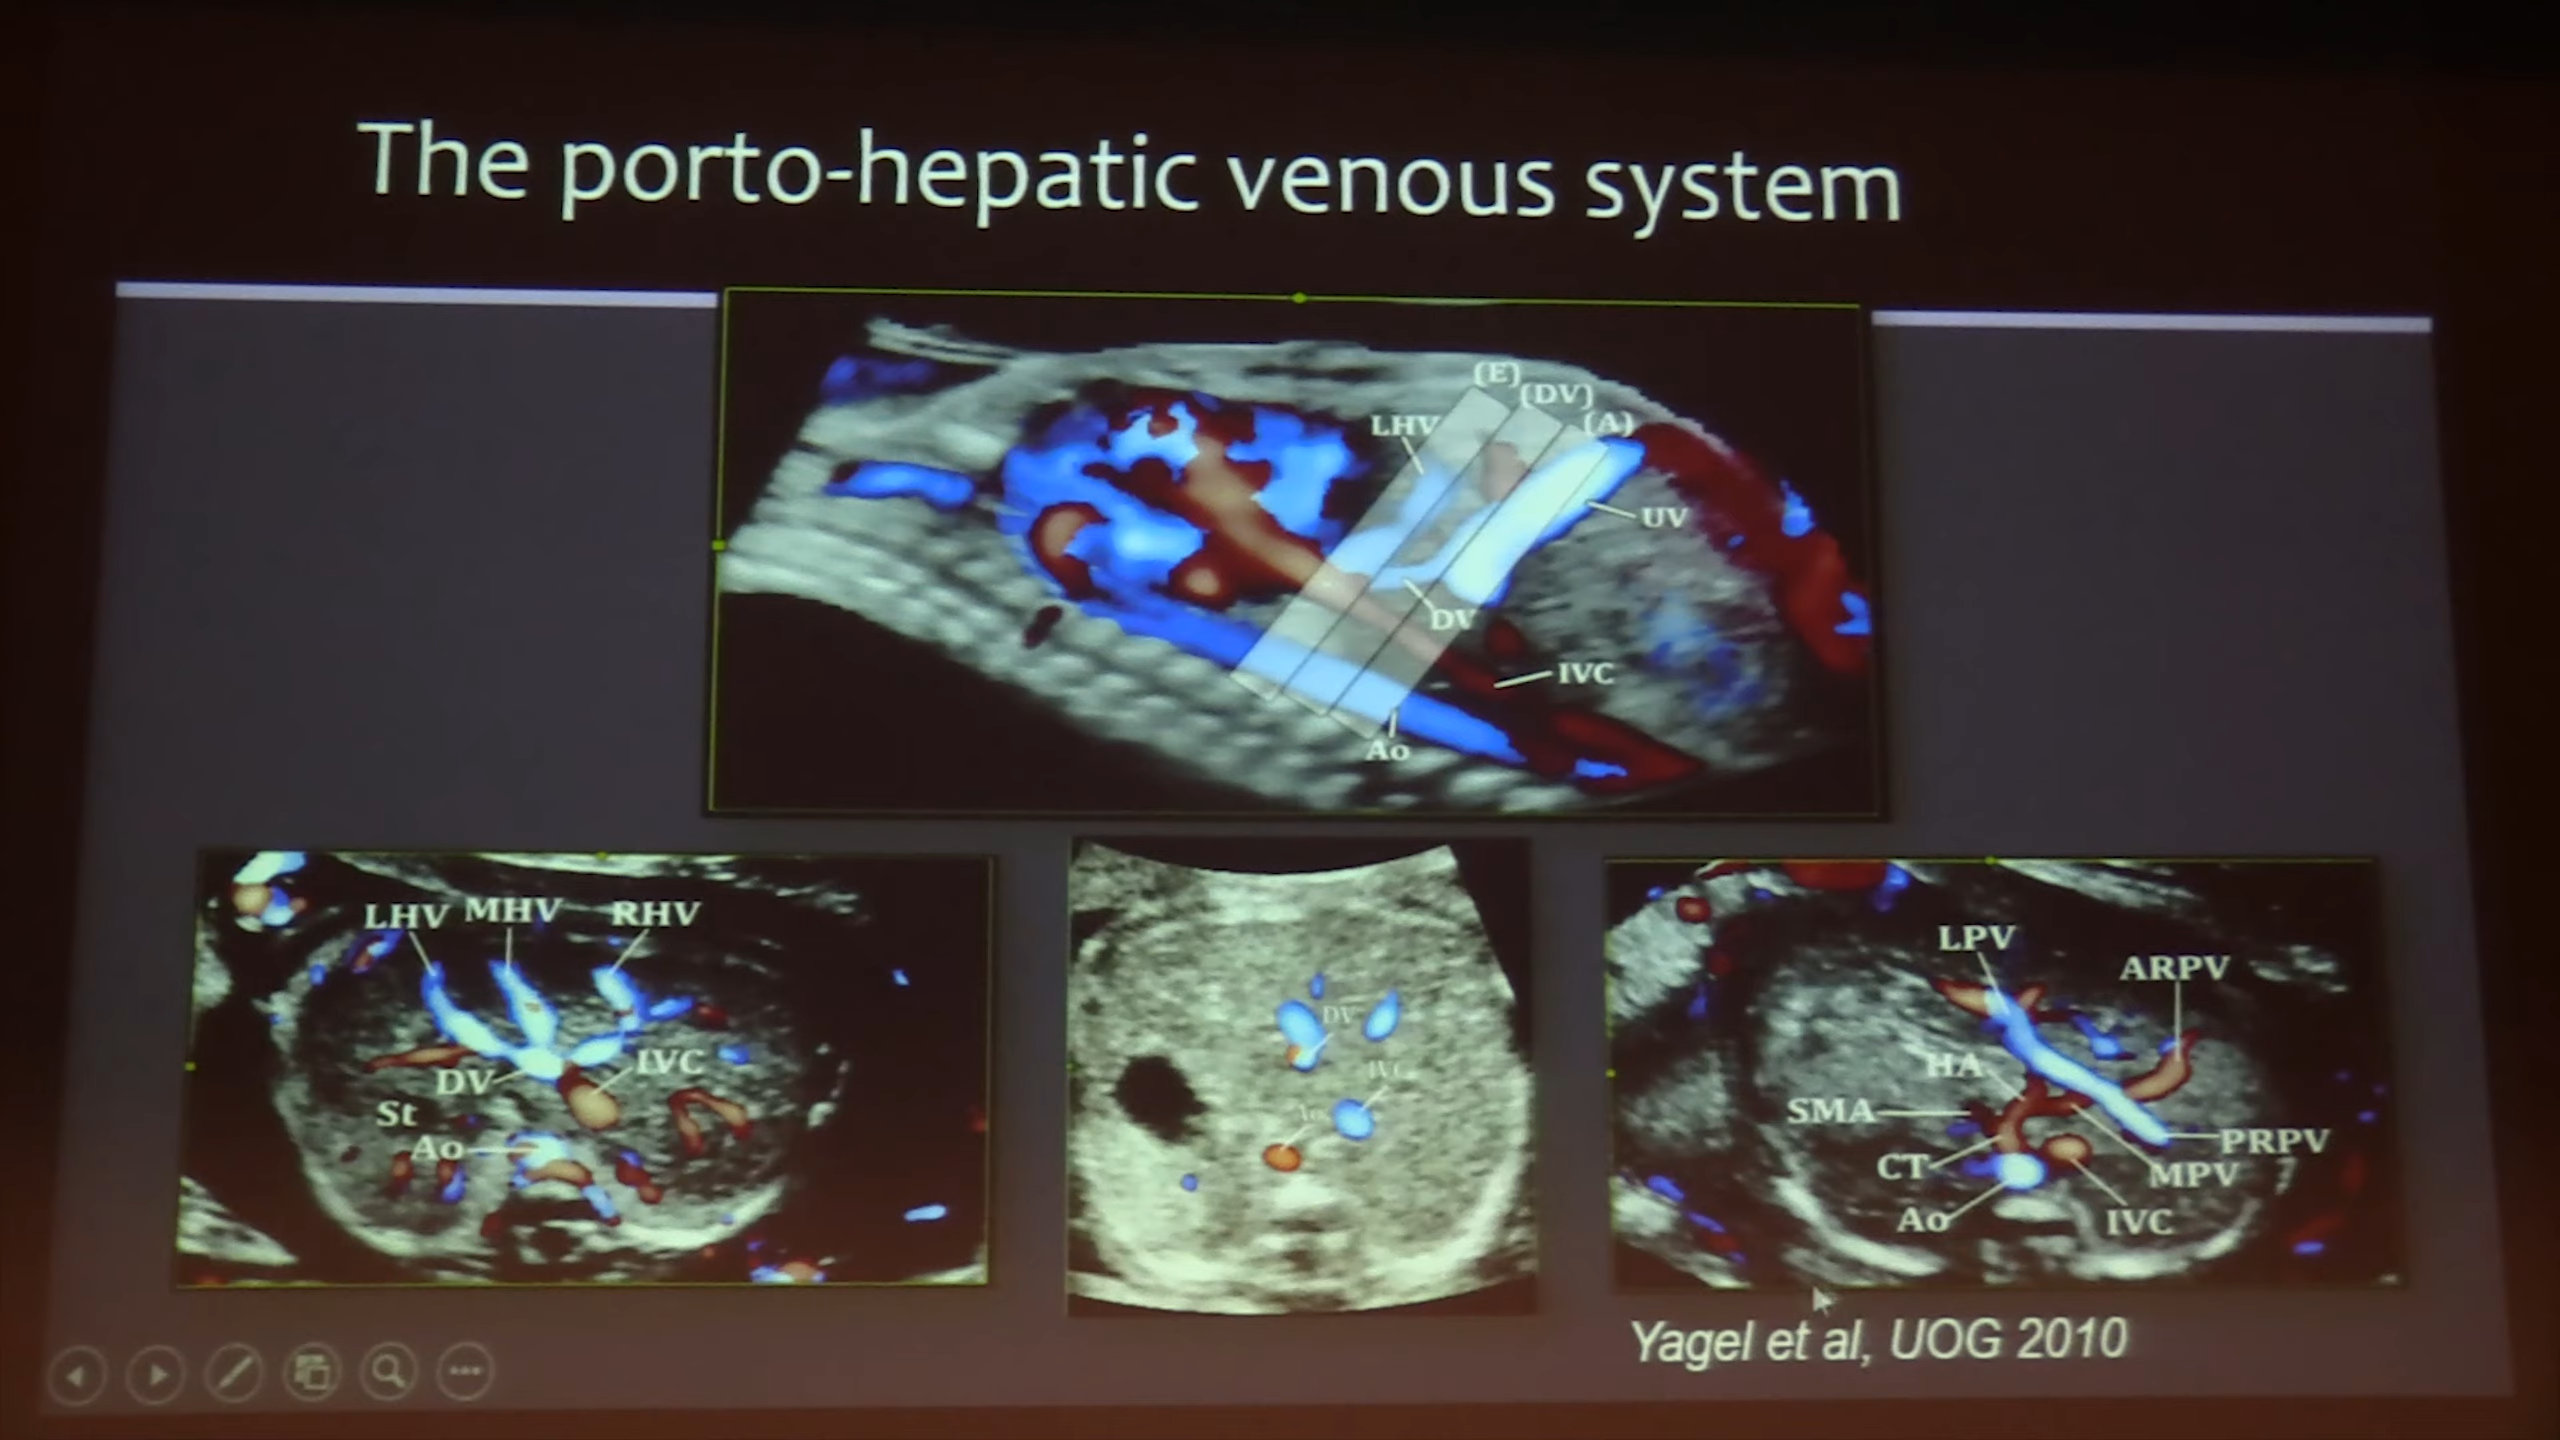 The porto-hepatic venous system
(E)
(DV)
(A)
LHV
UV
DV
IVC
Ao
LHV MHV RHV
DV
IVC
St
Ao
DV
IVC
Ao
LPV
ARPV
HA
SMA
PRPV
CT
MPV
Ao
IVC
Yagel et al, UOG 2010